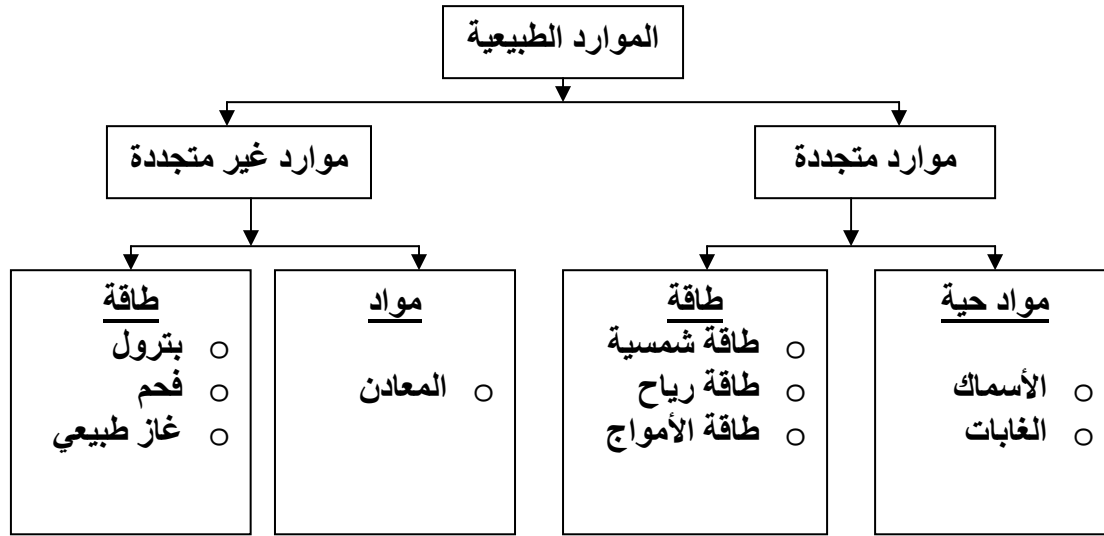 الموارد الطبيعية
موارد متجددة
موارد غير متجددة
مواد حية
الأسماك
الغابات
طاقة
طاقة شمسية
طاقة رياح
طاقة الأمواج
مواد
المعادن
طاقة
بترول
فحم
غاز طبيعي